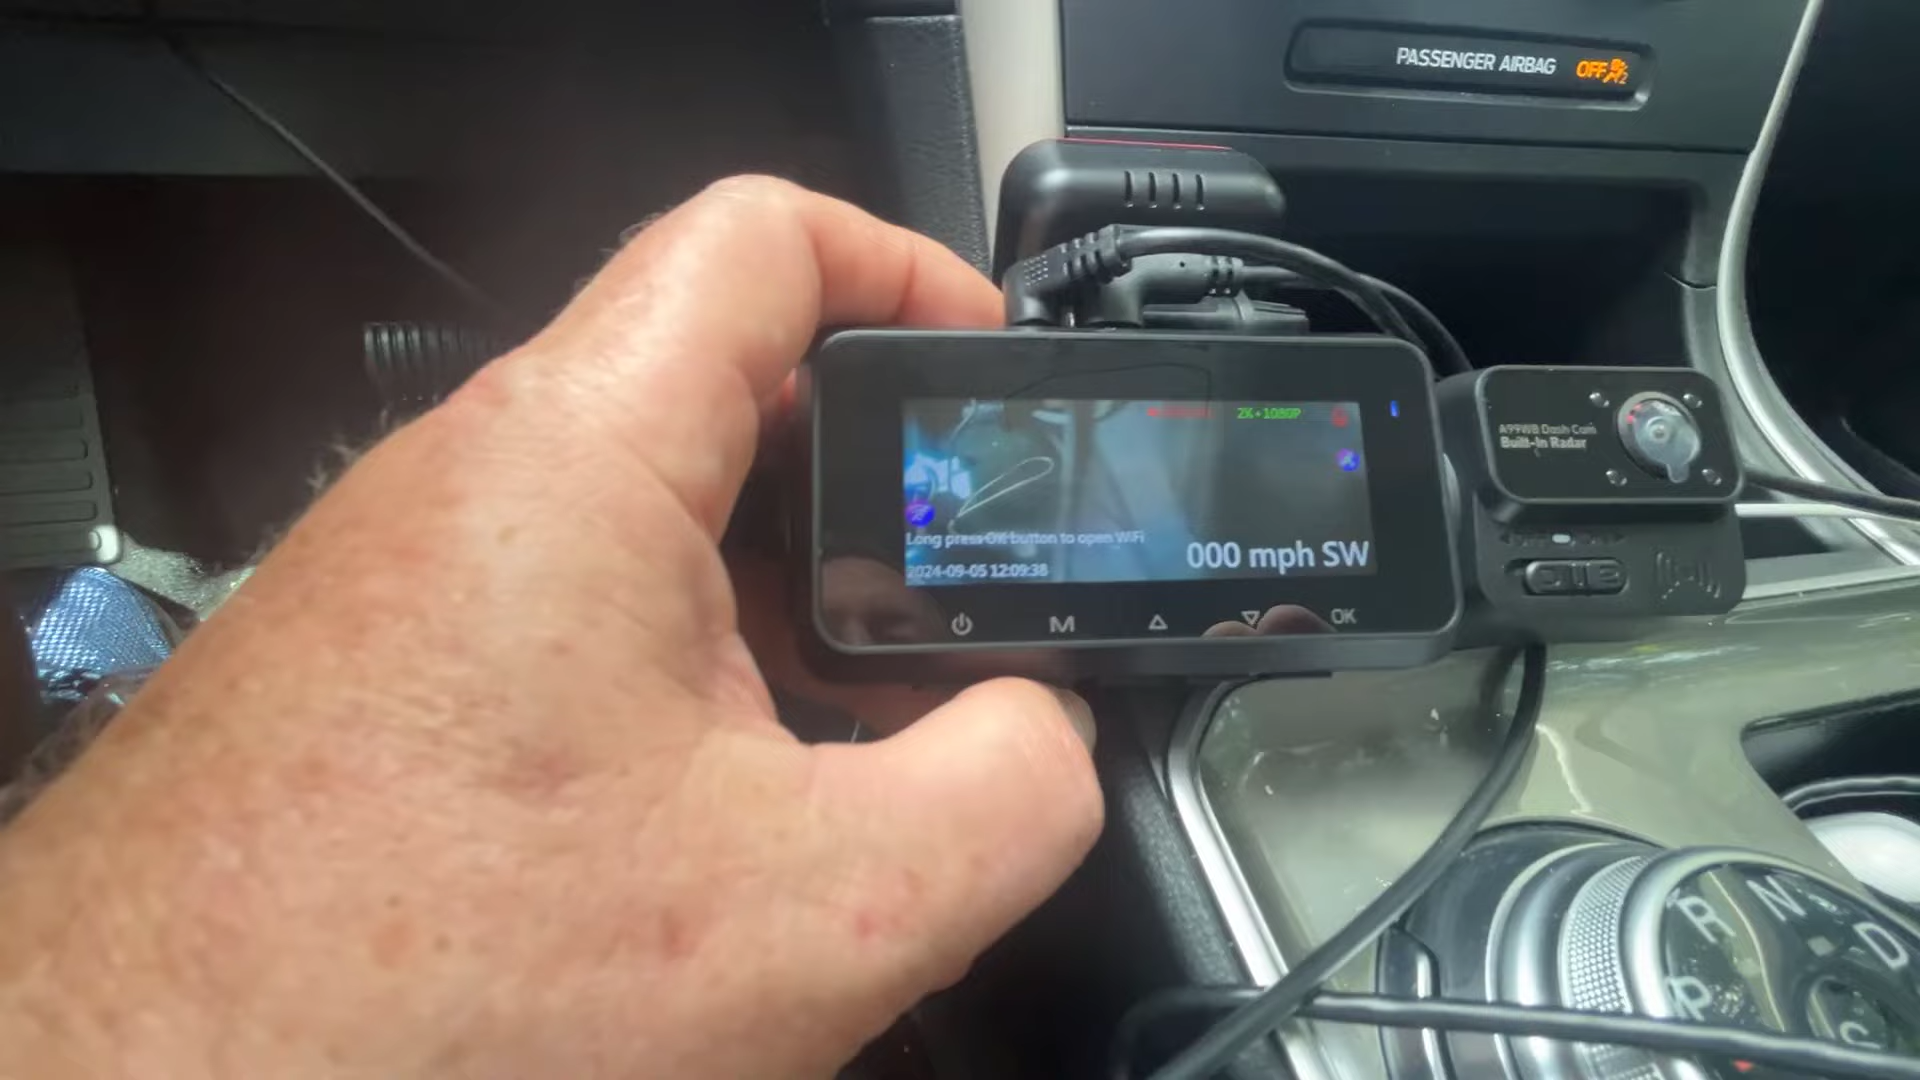 PASSENGER AIRBAG OFF 2
2K+1080P
A99WB Dash Cam
Built-In Radar
Long press OK button to open WiFi
000 mph SW
2024-09-05 12:09:38
M OK
R N D
P S